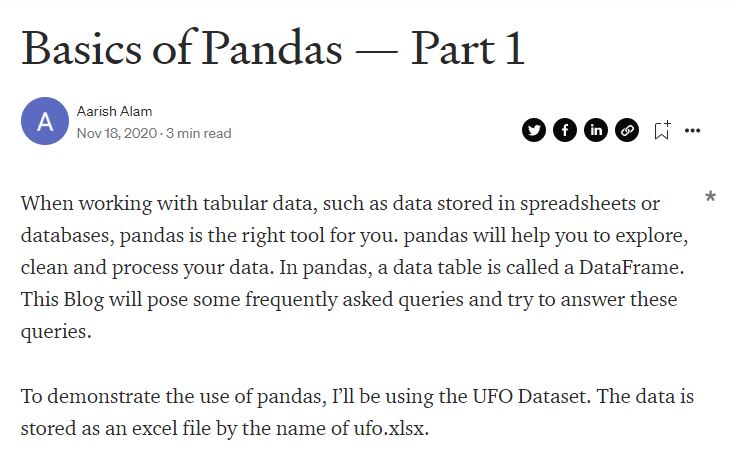 Basics of Pandas — Part 1
A
Aarish Alam
Nov 18, 2020 · 3 min read
f in
When working with tabular data, such as data stored in spreadsheets or *
databases, pandas is the right tool for you. pandas will help you to explore,
clean and process your data. In pandas, a data table is called a DataFrame.
This Blog will pose some frequently asked queries and try to answer these
queries.
To demonstrate the use of pandas, I’ll be using the UFO Dataset. The data is
stored as an excel file by the name of ufo.xlsx.